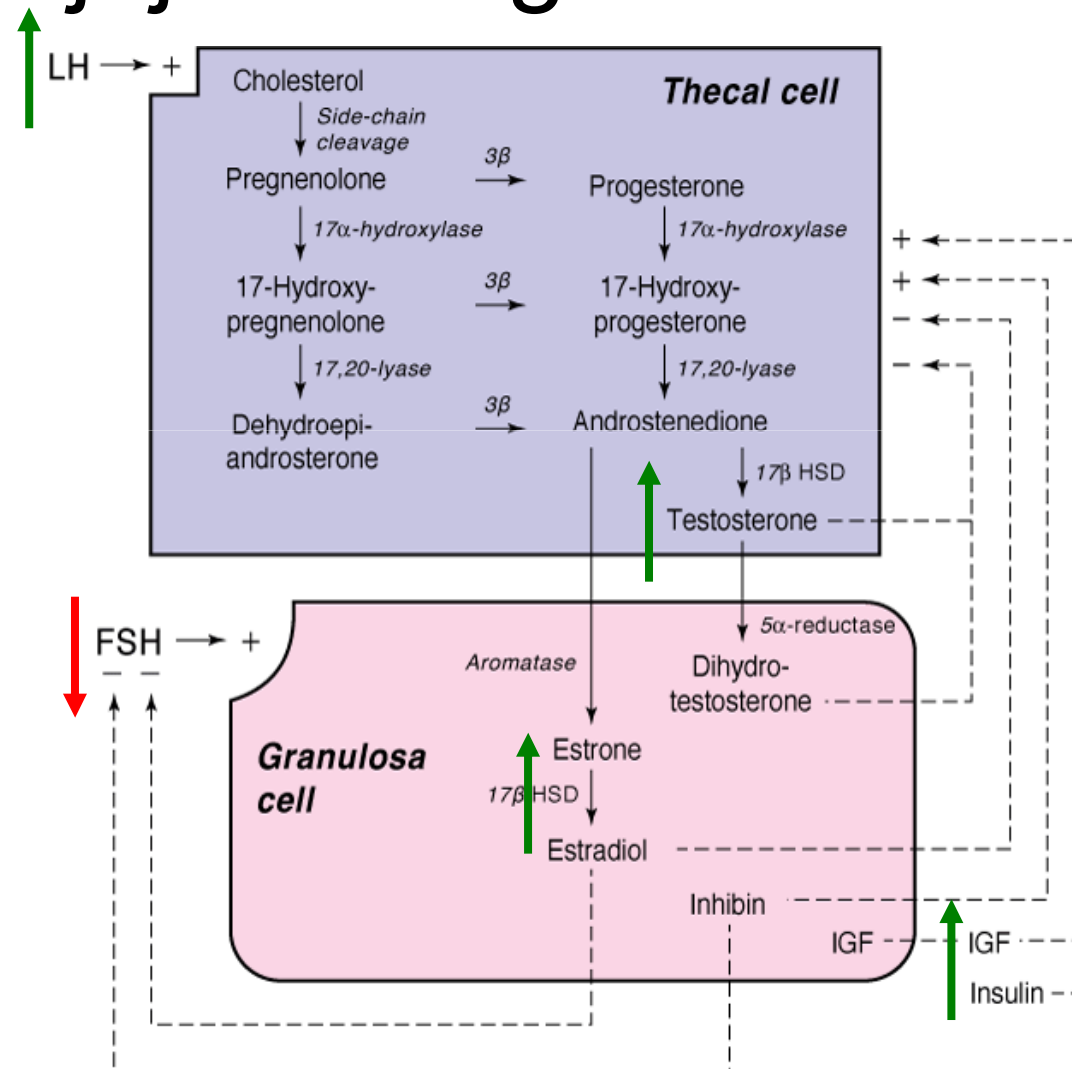 LH +
Cholesterol
Thecal cell
Side-chain
cleavage
3β
Pregnenolone
Progesterone
17α-hydroxylase
17α-hydroxylase
+
17-Hydroxy-
pregnenolone
3β
17-Hydroxy-
progesterone
+
–
17,20-lyase
17,20-lyase
–
Dehydroepi-
androsterone
3β
Androstenedione
17β HSD
Testosterone
FSH +
– –
5α-reductase
Aromatase
Dihydro-
testosterone
Granulosa
cell
Estrone
17β HSD
Estradiol
Inhibin
IGF
IGF
Insulin